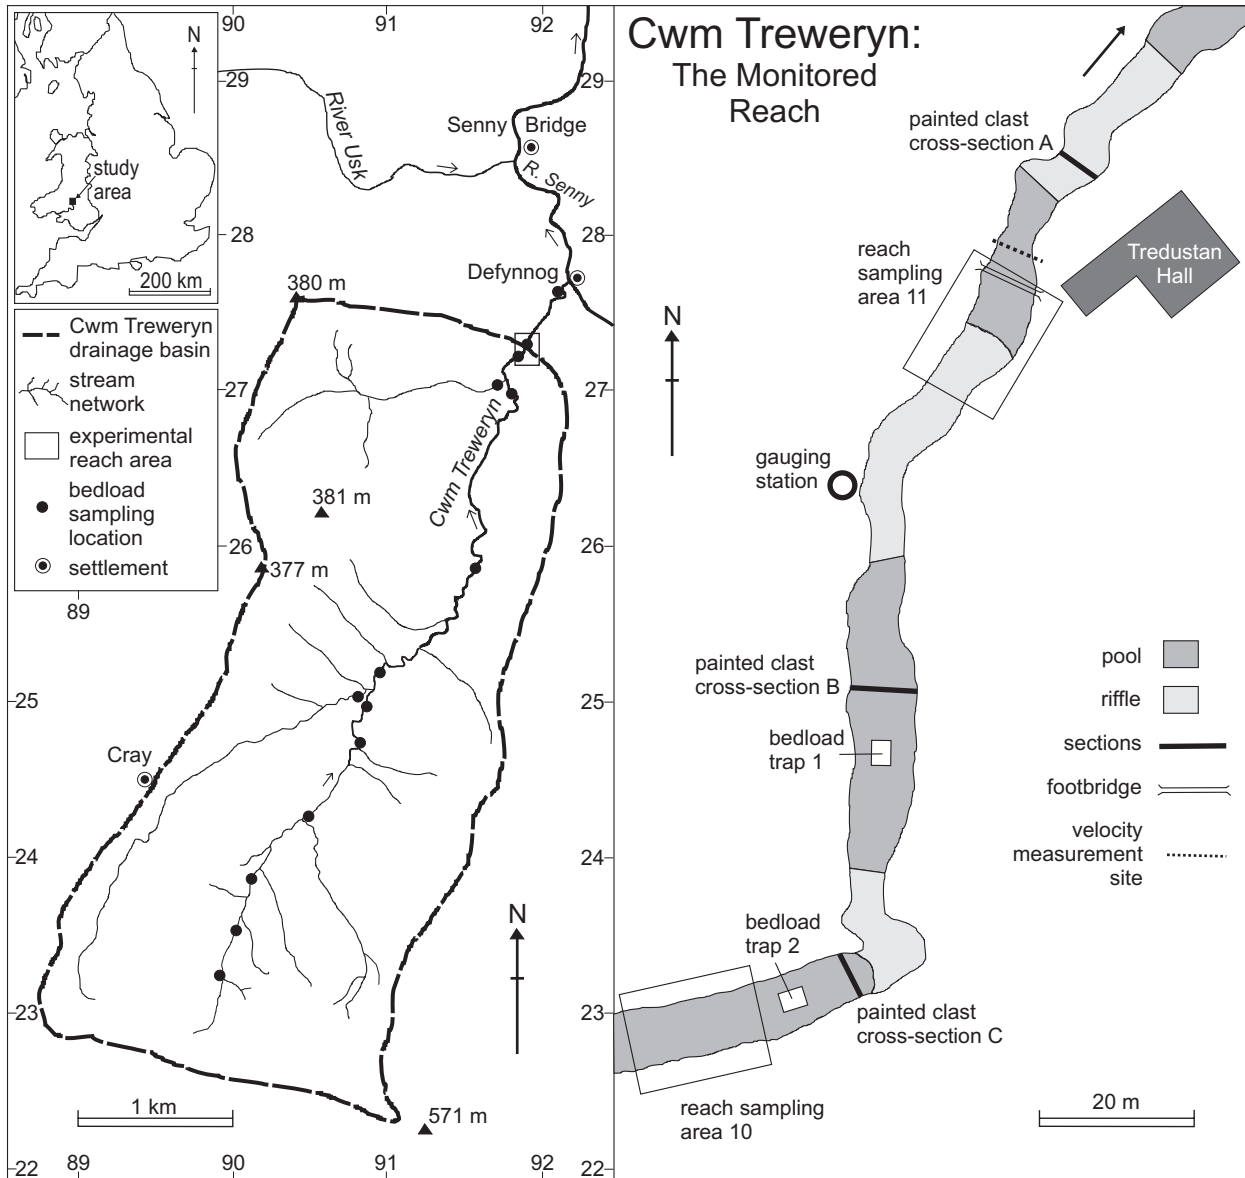 90
91
92
N
study
area
200 km
Cwm Treweryn
drainage basin
stream
network
experimental
reach area
bedload
sampling
location
settlement
29
28
27
26
89
25
24
23
22
River Usk
Senny Bridge
R. Senny
Defynnog
380 m
Cwm Treweryn
381 m
377 m
Cray
N
1 km
571 m
89
90
91
92
29
28
27
26
25
24
23
22
Cwm Treweryn:
The Monitored
Reach
painted clast
cross-section A
reach
sampling
area 11
Tredustan
Hall
N
gauging
station
painted clast
cross-section B
bedload
trap 1
pool
riffle
sections
footbridge
velocity
measurement
site
bedload
trap 2
painted clast
cross-section C
reach sampling
area 10
20 m